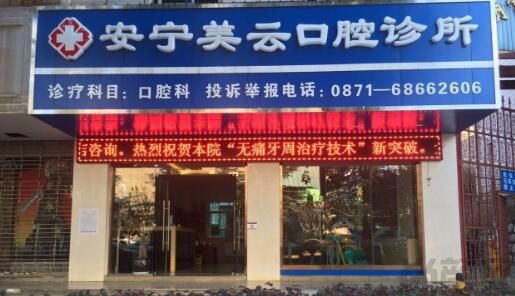 安宁美云口腔诊所
诊疗科目：口腔科 投诉举报电话：0871—68662606
咨询。热烈祝贺本院“无痛牙周治疗技术”新突破。